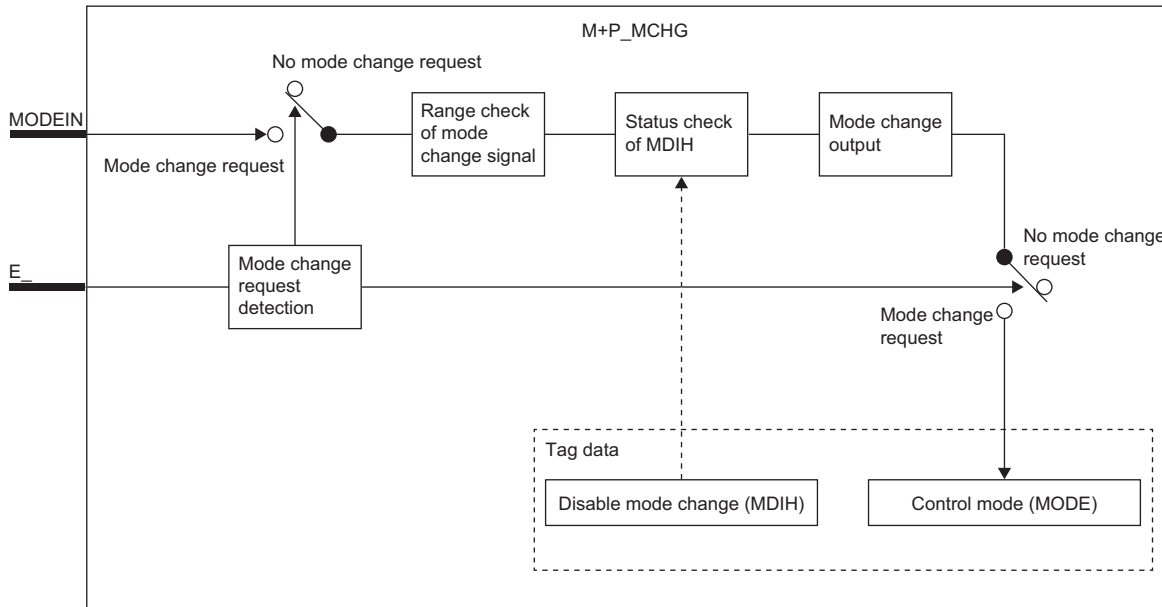 M+P_MCHG
No mode change request
MODEIN
Mode change request
Range check
of mode
change signal
Status check
of MDIH
Mode change
output
E_
Mode change
request
detection
No mode change
request
Mode change
request
Tag data
Disable mode change (MDIH)
Control mode (MODE)